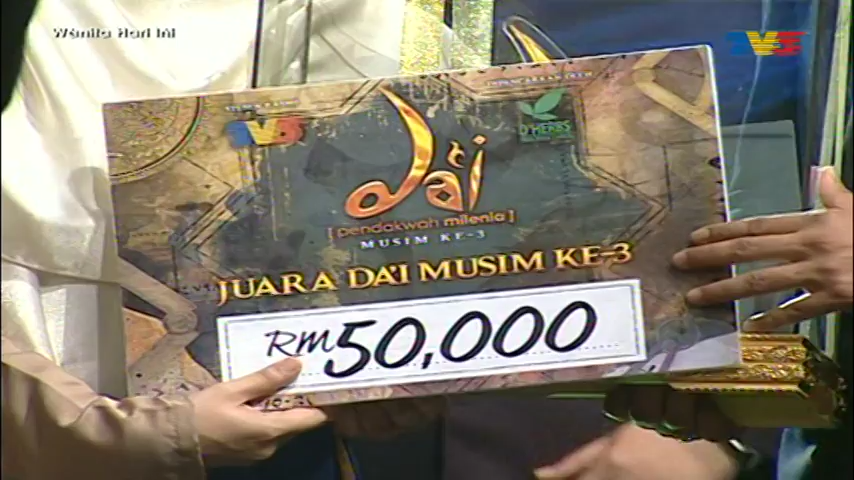 Wanita Hari Ini
TV3
TV3
D'HERBS
Da'i
[pendakwah milenia]
MUSIM KE-3
JUARA DA'I MUSIM KE-3
RM50,000